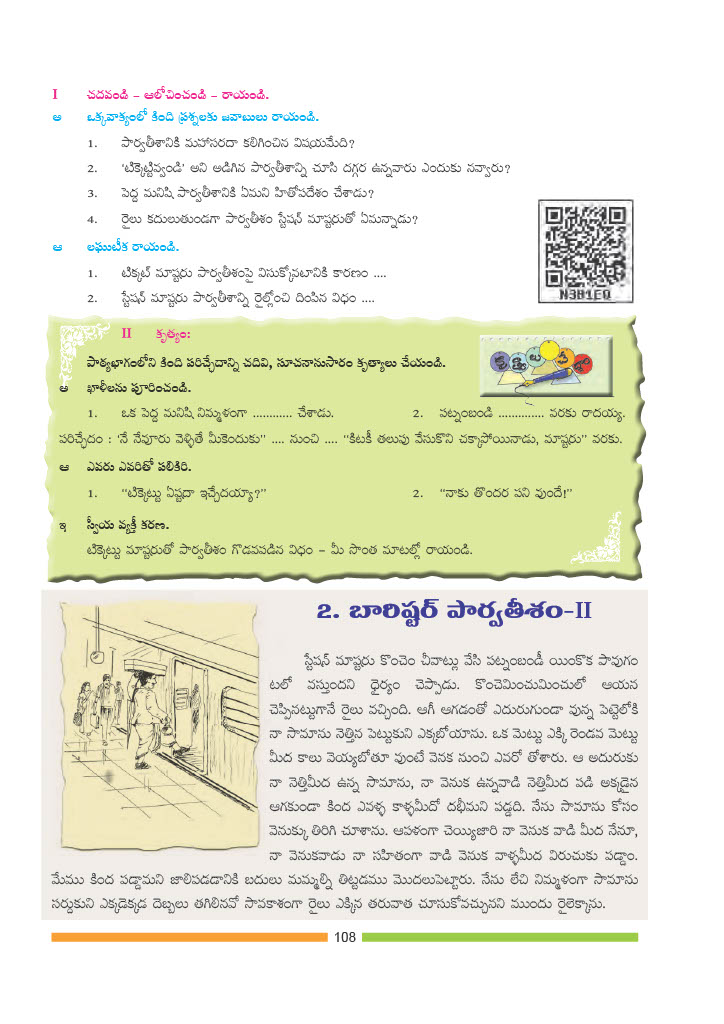 I చదవండి – ఆలోచించండి – రాయండి.
అ ఒక్కవాక్యంలో కింది ప్రశ్నలకు జవాబులు రాయండి.
1. పార్వతీశానికి మహాసరదా కలిగించిన విషయమేది?
2. ‘టిక్కెట్టివ్వండి’ అని అడిగిన పార్వతీశాన్ని చూసి దగ్గర ఉన్నవారు ఎందుకు నవ్వారు?
3. పెద్ద మనిషి పార్వతీశానికి ఏమని హితోపదేశం చేశాడు?
4. రైలు కదులుతుండగా పార్వతీశం స్టేషన్ మాష్టరుతో ఏమన్నాడు?
ఆ లఘుటీక రాయండి.
1. టిక్కట్ మాష్టరు పార్వతీశంపై విసుక్కోవటానికి కారణం ....
2. స్టేషన్ మాష్టరు పార్వతీశాన్ని రైల్లోంచి దింపిన విధం ....
N3B1EQ
II కృత్యం:
పాఠ్యభాగంలోని కింది పరిచ్ఛేదాన్ని చదివి, సూచనానుసారం కృత్యాలు చేయండి.
అ ఖాళీలను పూరించండి.
1. ఒక పెద్ద మనిషి నిమ్మళంగా ............ చేశాడు. 2. పట్నంబండి .............. వరకు రాదయ్య.
పరిచ్ఛేదం : ‘నే నేవూరు వెళ్ళితే మీకెందుకు” .... నుంచి .... “కిటకీ తలుపు వేసుకొని చక్కాపోయినాడు, మాష్టరు” వరకు.
ఆ ఎవరు ఎవరితో పలికిరి.
1. “టిక్కెట్టు ఏష్టదా ఇచ్చేదయ్యా?” 2. “నాకు తొందర పని వుందే!”
ఇ స్వీయ వ్యక్తీ కరణ.
టిక్కెట్టు మాష్టరుతో పార్వతీశం గొడవపడిన విధం – మీ సొంత మాటల్లో రాయండి.
2. బారిష్టర్ పార్వతీశం-II
స్టేషన్ మాష్టరు కొంచెం చీవాట్లు వేసి పట్నంబండీ యింకొక పావుగం
టలో వస్తుందని ధైర్యం చెప్పాడు. కొంచెమించుమించులో ఆయన
చెప్పినట్టుగానే రైలు వచ్చింది. ఆగీ ఆగడంతో ఎదురుగుండా వున్న పెట్టెలోకి
నా సామాను నెత్తిన పెట్టుకుని ఎక్కబోయాను. ఒక మెట్టు ఎక్కి రెండవ మెట్టు
మీద కాలు వెయ్యబోతూ వుంటే వెనక నుంచి ఎవరో తోశారు. ఆ అదురుకు
నా నెత్తిమీద ఉన్న సామాను, నా వెనుక ఉన్నవాడి నెత్తిమీద పడి అక్కడైన
ఆగకుండా కింద ఎవళ్ళ కాళ్ళమీదో దభీమని పడ్డది. నేను సామాను కోసం
వెనుక్కు తిరిగి చూశాను. ఆపళంగా చెయ్యిజారి నా వెనుక వాడి మీద నేనూ,
నా వెనుకవాడు నా సహితంగా వాడి వెనుక వాళ్ళమీద విరుచుకు పడ్డాం.
మేము కింద పడ్డామని జాలిపడడానికి బదులు మమ్మల్ని తిట్టడము మొదలుపెట్టారు. నేను లేచి నిమ్మళంగా సామాను
సర్దుకుని ఎక్కడెక్కడ దెబ్బలు తగిలినవో సావకాశంగా రైలు ఎక్కిన తరువాత చూసుకోవచ్చునని ముందు రైలెక్కాను.
108